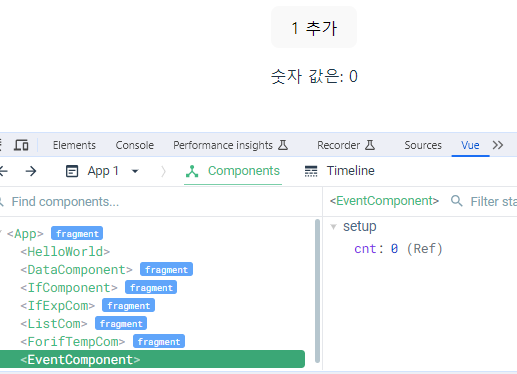 1 추가
숫자 값은: 0
Elements Console Performance insights Recorder Sources Vue
App 1 Components Timeline
Find components...
<EventComponent> Filter sta
<App> fragment
<HelloWorld>
<DataComponent> fragment
<IfComponent> fragment
<IfExpCom> fragment
<ListCom> fragment
<ForifTempCom> fragment
<EventComponent>
setup
cnt: 0 (Ref)